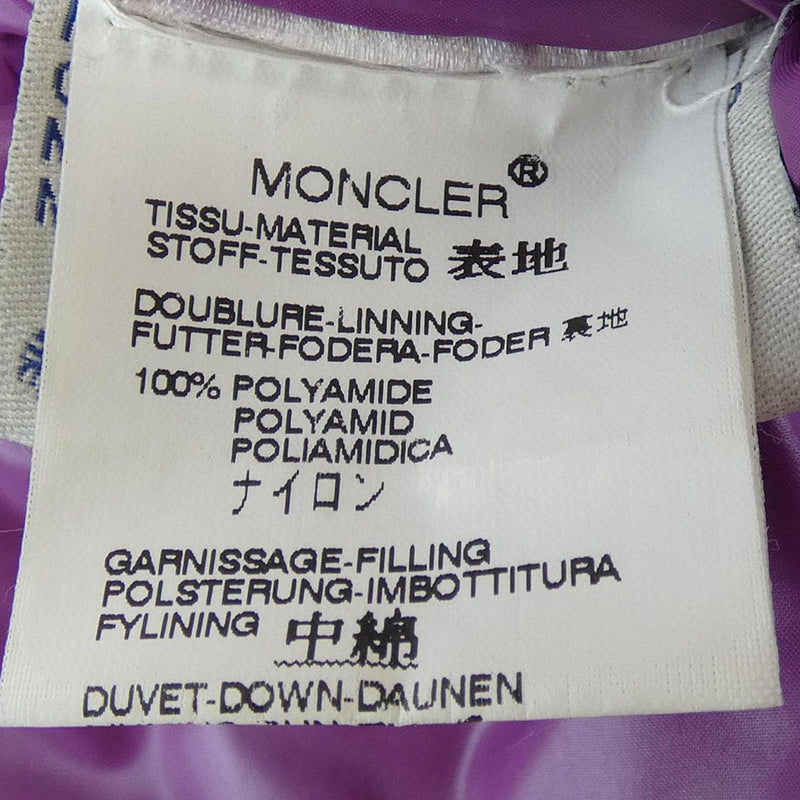 MONCLER®
TISSU-MATERIAL
STOFF-TESSUTO 表地
DOUBLURE-LINNING-
FUTTER-FODERA-FODER 裏地
100% POLYAMIDE
POLYAMID
POLIAMIDICA
ナイロン
GARNISSAGE-FILLING
POLSTERUNG-IMBOTTITURA
FYLINING 中綿
DUVET-DOWN-DAUNEN